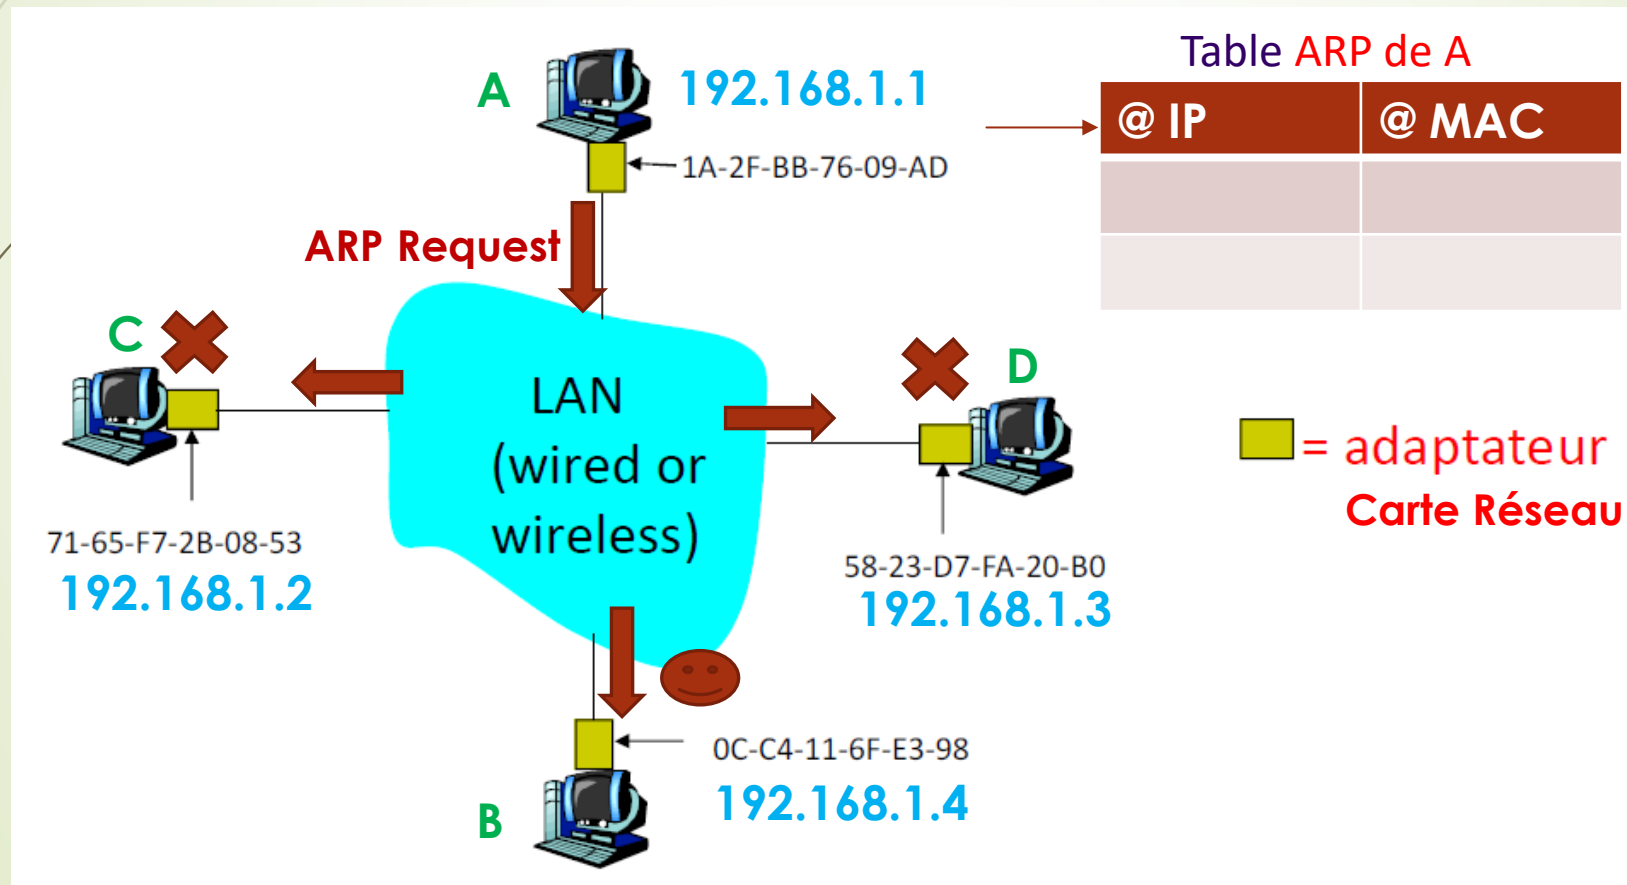 Table ARP de A
A
192.168.1.1
@ IP
@ MAC
1A-2F-BB-76-09-AD
ARP Request
C
D
LAN
(wired or
wireless)
= adaptateur
Carte Réseau
71-65-F7-2B-08-53
192.168.1.2
58-23-D7-FA-20-B0
192.168.1.3
0C-C4-11-6F-E3-98
192.168.1.4
B